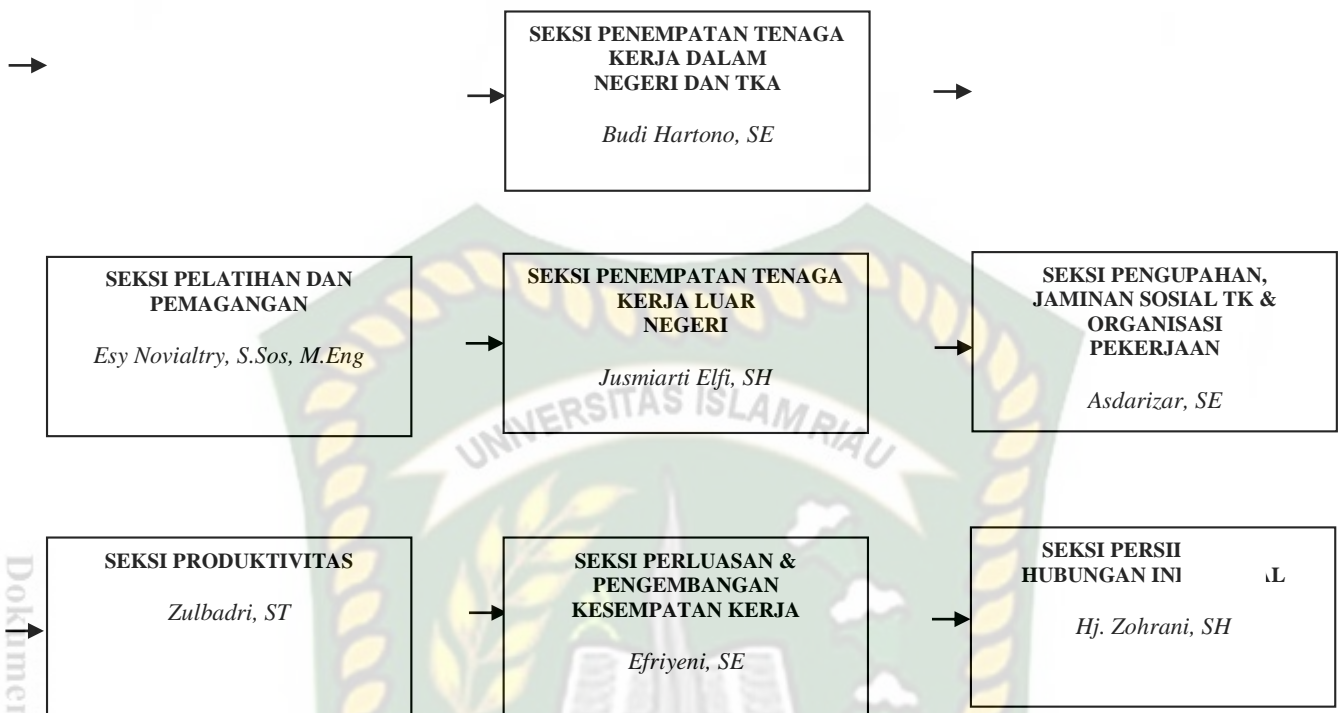 SEKSI PENEMPATAN TENAGA
KERJA DALAM
NEGERI DAN TKA
Budi Hartono, SE
SEKSI PELATIHAN DAN
PEMAGANGAN
Esy Novialtry, S.Sos, M.Eng
SEKSI PENEMPATAN TENAGA
KERJA LUAR
NEGERI
Jusmiarti Elfi, SH
SEKSI PENGUPAHAN,
JAMINAN SOSIAL TK &
ORGANISASI
PEKERJAAN
Asdarizar, SE
UNIVERSITAS ISLAM RIAU
SEKSI PRODUKTIVITAS
Zulbadri, ST
SEKSI PERLUASAN &
PENGEMBANGAN
KESEMPATAN KERJA
Efriyeni, SE
SEKSI
HUBUNGAN
Hj. Zohrani, SH